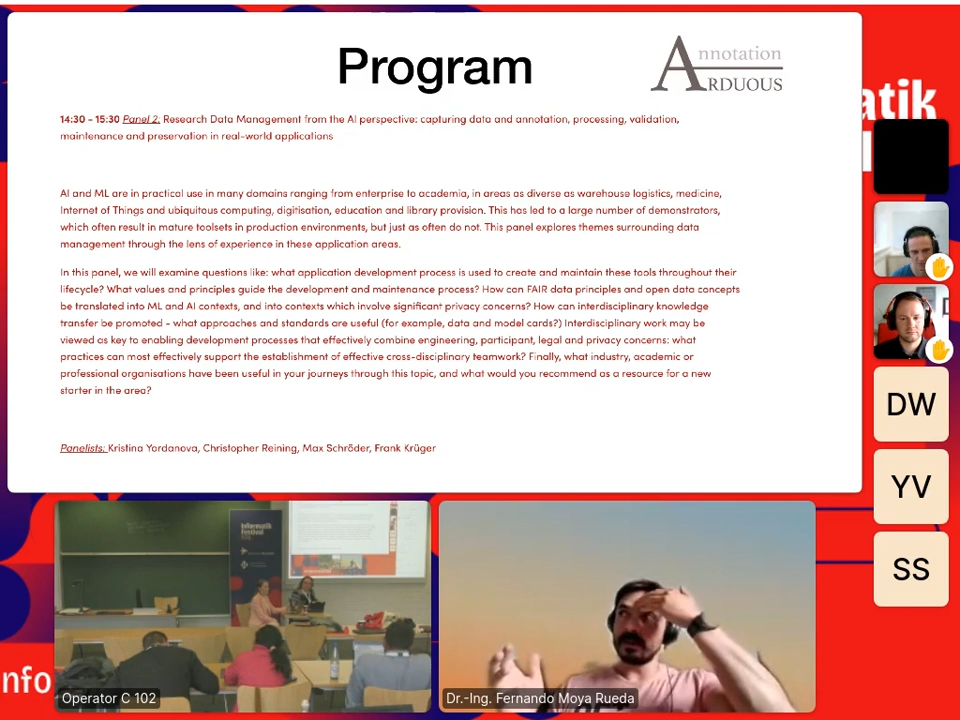 Program
Annotation
ARDUOUS
14:30 – 15:30 Panel 2: Research Data Management from the AI perspective: capturing data and annotation, processing, validation,
maintenance and preservation in real-world applications
AI and ML are in practical use in many domains ranging from enterprise to academia, in areas as diverse as warehouse logistics, medicine,
Internet of Things and ubiquitous computing, digitisation, education and library provision. This has led to a large number of demonstrators,
which often result in mature toolsets in production environments, but just as often do not. This panel explores themes surrounding data
management through the lens of experience in these application areas.
In this panel, we will examine questions like: what application development process is used to create and maintain these tools throughout their
lifecycle? What values and principles guide the development and maintenance process? How can FAIR data principles and open data concepts
be translated into ML and AI contexts, and into contexts which involve significant privacy concerns? How can interdisciplinary knowledge
transfer be promoted - what approaches and standards are useful (for example, data and model cards?) Interdisciplinary work may be
viewed as key to enabling development processes that effectively combine engineering, participant, legal and privacy concerns: what
practices can most effectively support the establishment of effective cross-disciplinary teamwork? Finally, what industry, academic or
professional organisations have been useful in your journeys through this topic, and what would you recommend as a resource for a new
starter in the area?
Panelists: Kristina Yordanova, Christopher Reining, Max Schröder, Frank Krüger
atik
DW
YV
SS
Informatik
Festival
nfo
Operator C 102
Dr.-Ing. Fernando Moya Rueda